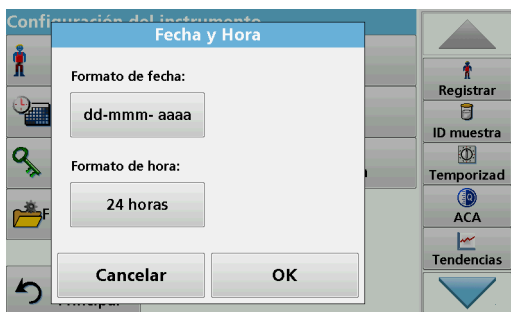 Configuración del instrumento
Fecha y Hora
Formato de fecha:
dd-mmm- aaaa
Formato de hora:
24 horas
Cancelar
OK
F
Principal
Registrar
ID muestra
Temporizad
ACA
Tendencias